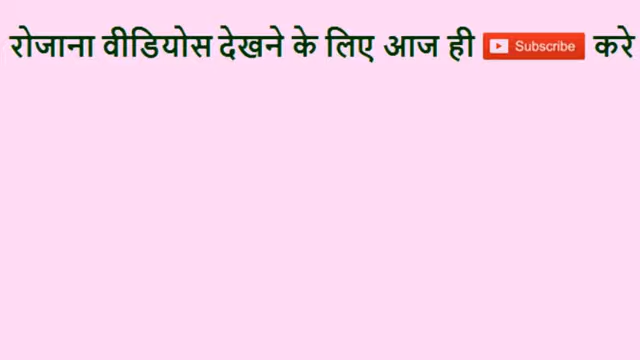 रोजाना वीडियोस देखने के लिए आज ही Subscribe करे